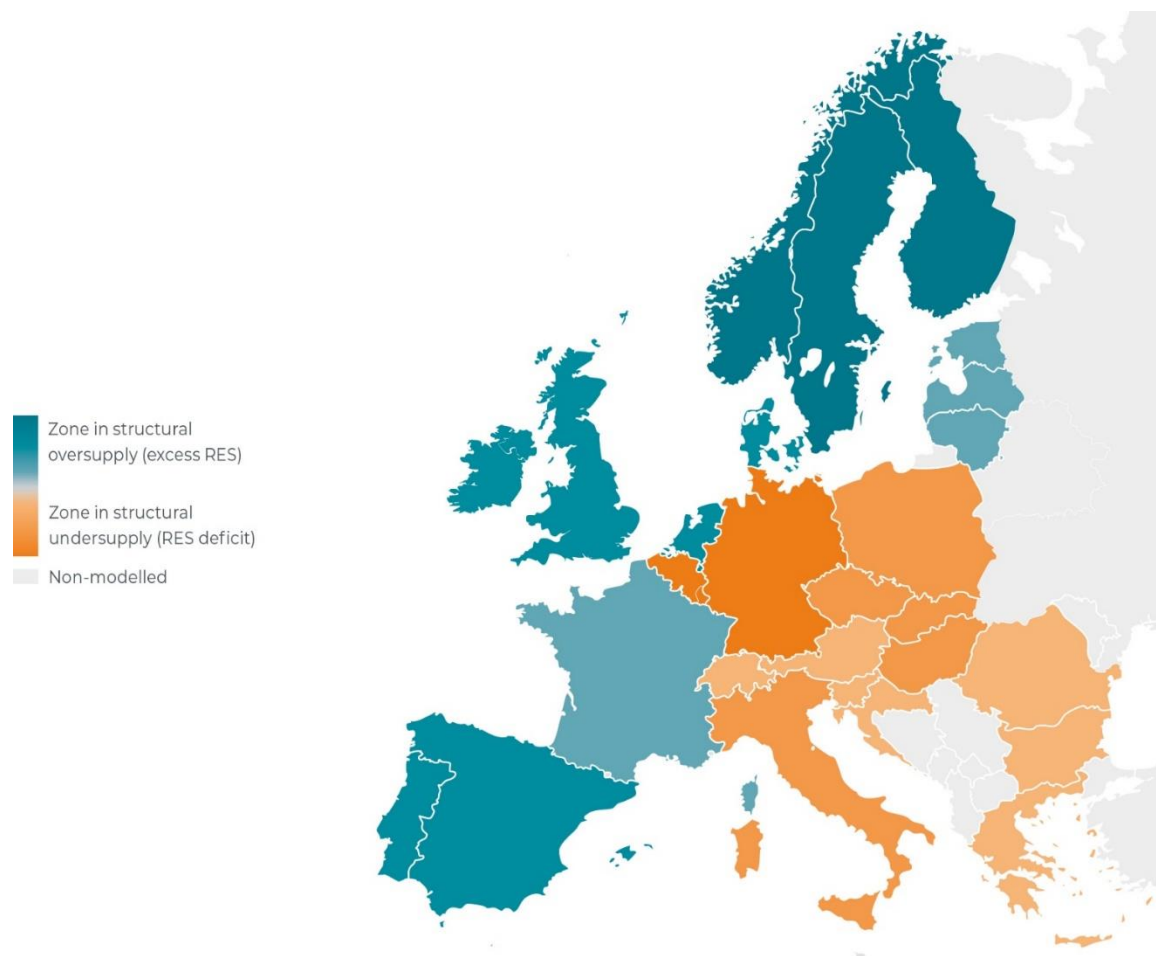 Zone in structural
oversupply (excess RES)
Zone in structural
undersupply (RES deficit)
Non-modelled